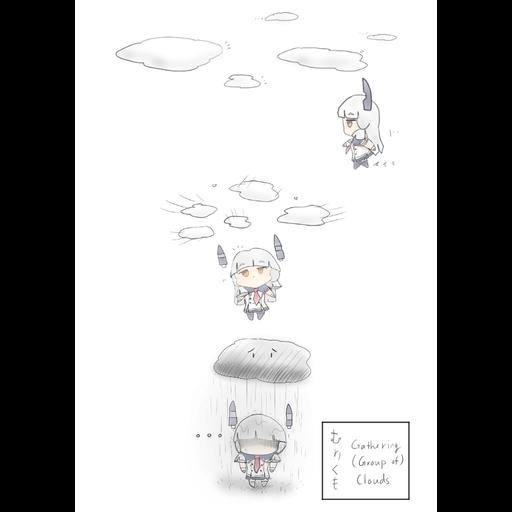 むらくも
Gathering
(Group of)
Clouds